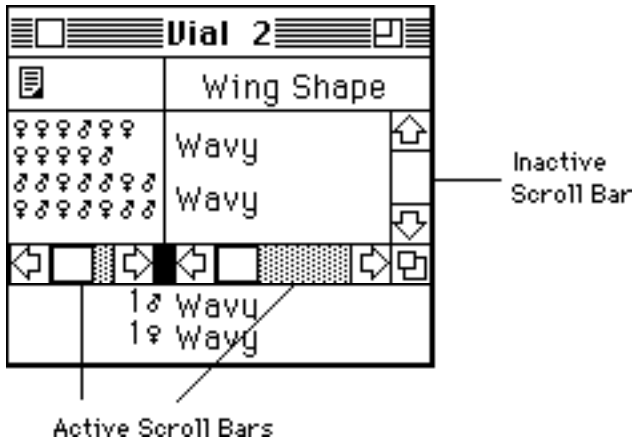 Vial 2
Wing Shape
♀♀♀♂♀♀
♀♀♀♀♂
Wavy
♂♂♀♂♂♀♂
♀♂♀♂♀♂♂
Wavy
Inactive
Scroll Bar
1♂ Wavy
1♀ Wavy
Active Scroll Bars